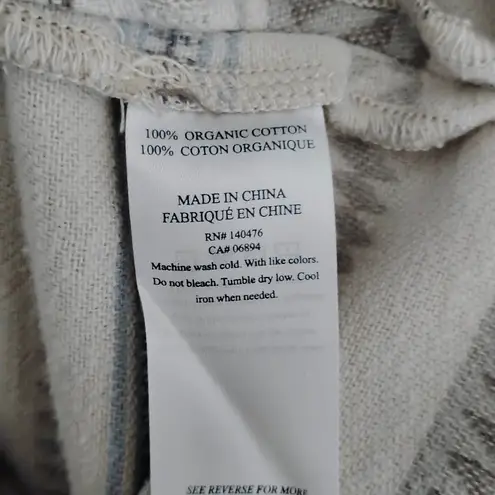 100% ORGANIC COTTON
100% COTON ORGANIQUE
MADE IN CHINA
FABRIQUÉ EN CHINE
RN# 140476
CA# 06894
Machine wash cold. With like colors.
Do not bleach. Tumble dry low. Cool
iron when needed.
SEE REVERSE FOR MORE